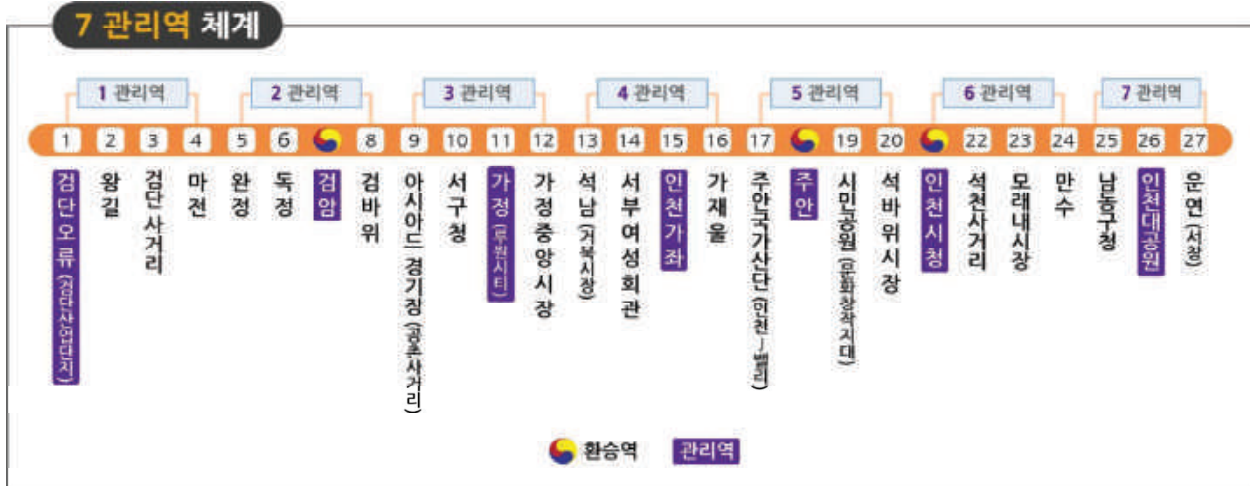 7 관리역 체계
1 관리역
2 관리역
3 관리역
4 관리역
5 관리역
6 관리역
7 관리역
1 2 3 4 5 6 8 9 10 11 12 13 14 15 16 17 19 20 22 23 24 25 26 27
검단오류 (검단산업단지)
왕길
검단사거리
마전
완정
독정
검암
검바위
아시아드 경기장 (공촌사거리)
서구청
가정 (루원시티)
가정중앙시장
석남 (거북시장)
서부여성회관
인천가좌
가재울
주안국가산단 (인천J밸리)
주안
시민공원 (문화창작지대)
석바위시장
인천시청
석천사거리
모래내시장
만수
남동구청
인천대공원
운연 (서창)
환승역
관리역